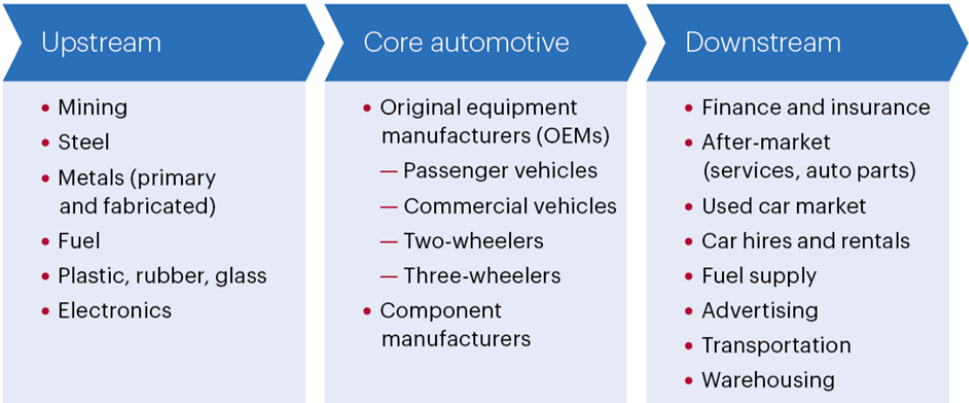 Upstream
• Mining
• Steel
• Metals (primary
and fabricated)
• Fuel
• Plastic, rubber, glass
• Electronics
Core automotive
• Original equipment
manufacturers (OEMs)
— Passenger vehicles
— Commercial vehicles
— Two-wheelers
— Three-wheelers
• Component
manufacturers
Downstream
• Finance and insurance
• After-market
(services, auto parts)
• Used car market
• Car hires and rentals
• Fuel supply
• Advertising
• Transportation
• Warehousing